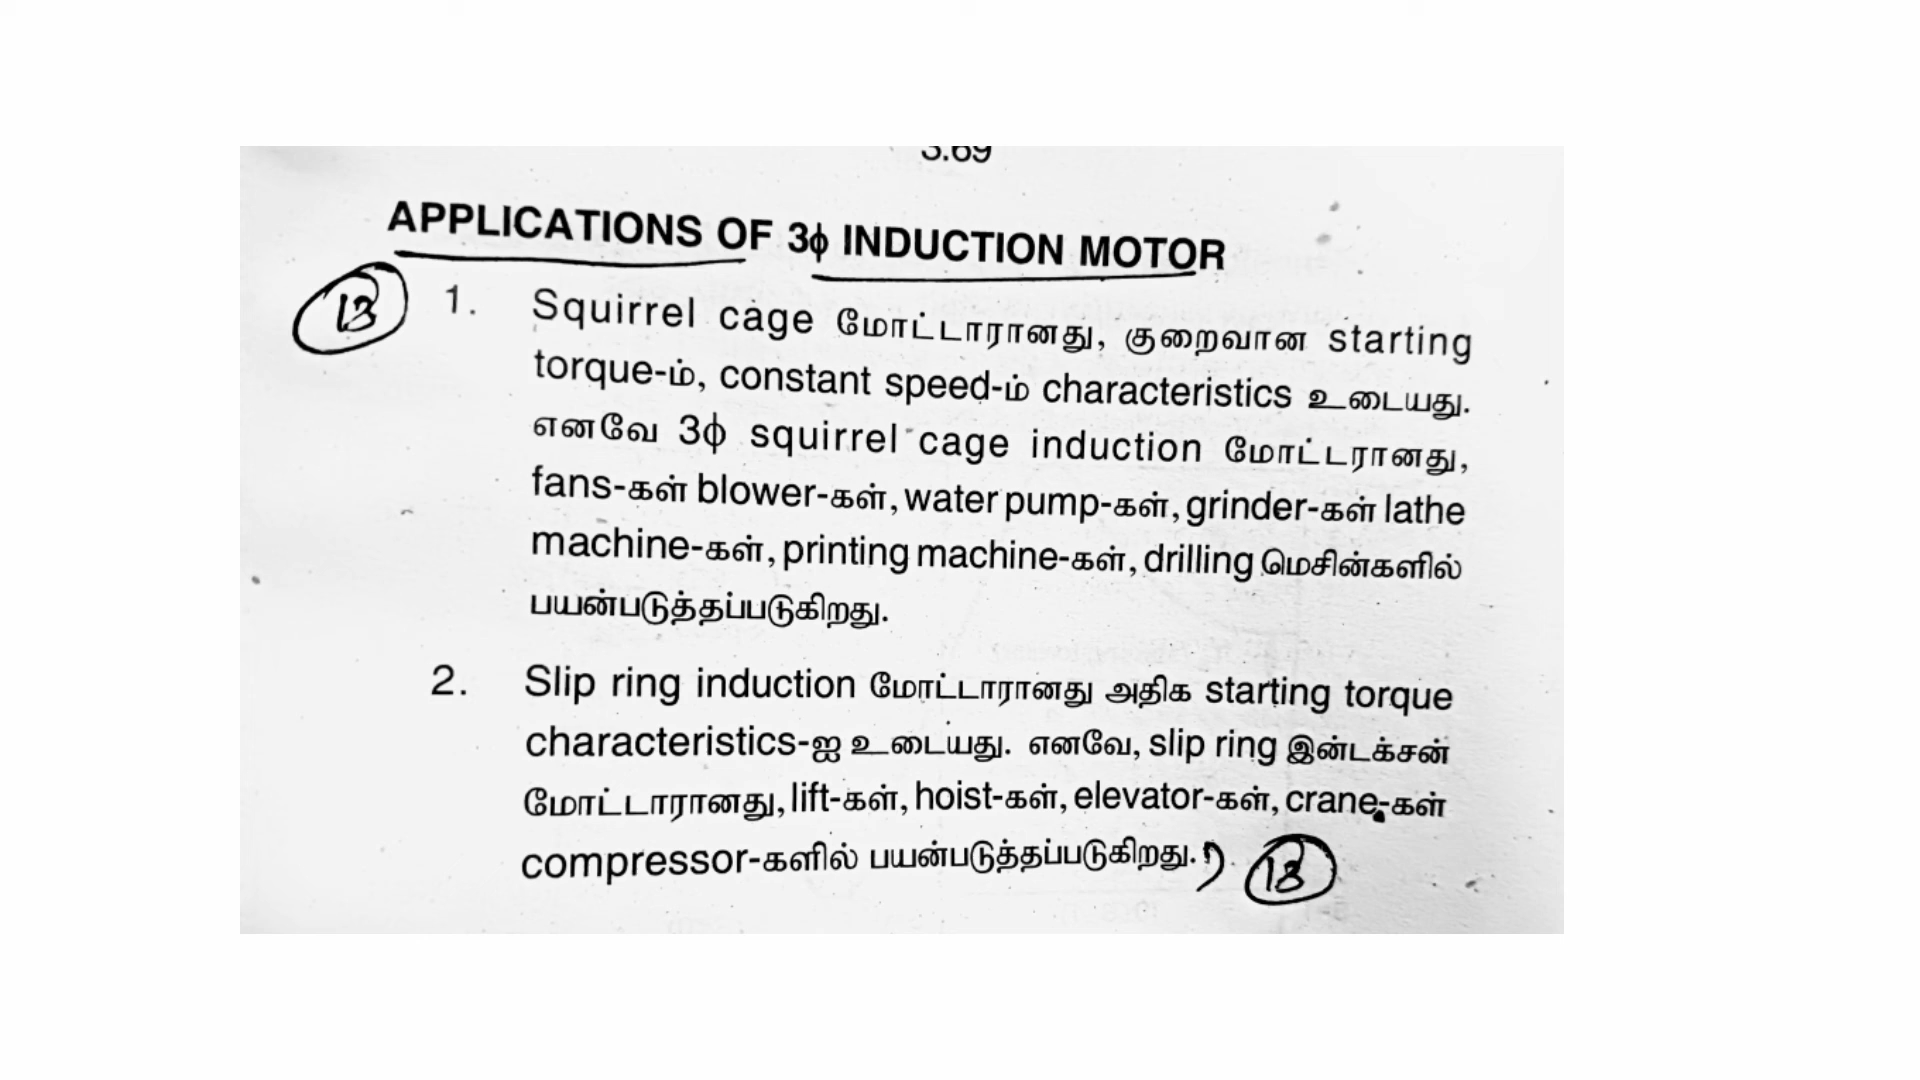 3.69
APPLICATIONS OF 3ϕ INDUCTION MOTOR
13
1. Squirrel cage மோட்டாரானது, குறைவான starting
torque-ம், constant speed-ம் characteristics உடையது.
எனவே 3ϕ squirrel cage induction மோட்டரானது,
fans-கள் blower-கள், water pump-கள், grinder-கள் lathe
machine-கள், printing machine-கள், drilling மெசின்களில்
பயன்படுத்தப்படுகிறது.
2. Slip ring induction மோட்டாரானது அதிக starting torque
characteristics-ஐ உடையது. எனவே, slip ring இன்டக்சன்
மோட்டாரானது, lift-கள், hoist-கள், elevator-கள், crane-கள்
compressor-களில் பயன்படுத்தப்படுகிறது.
13